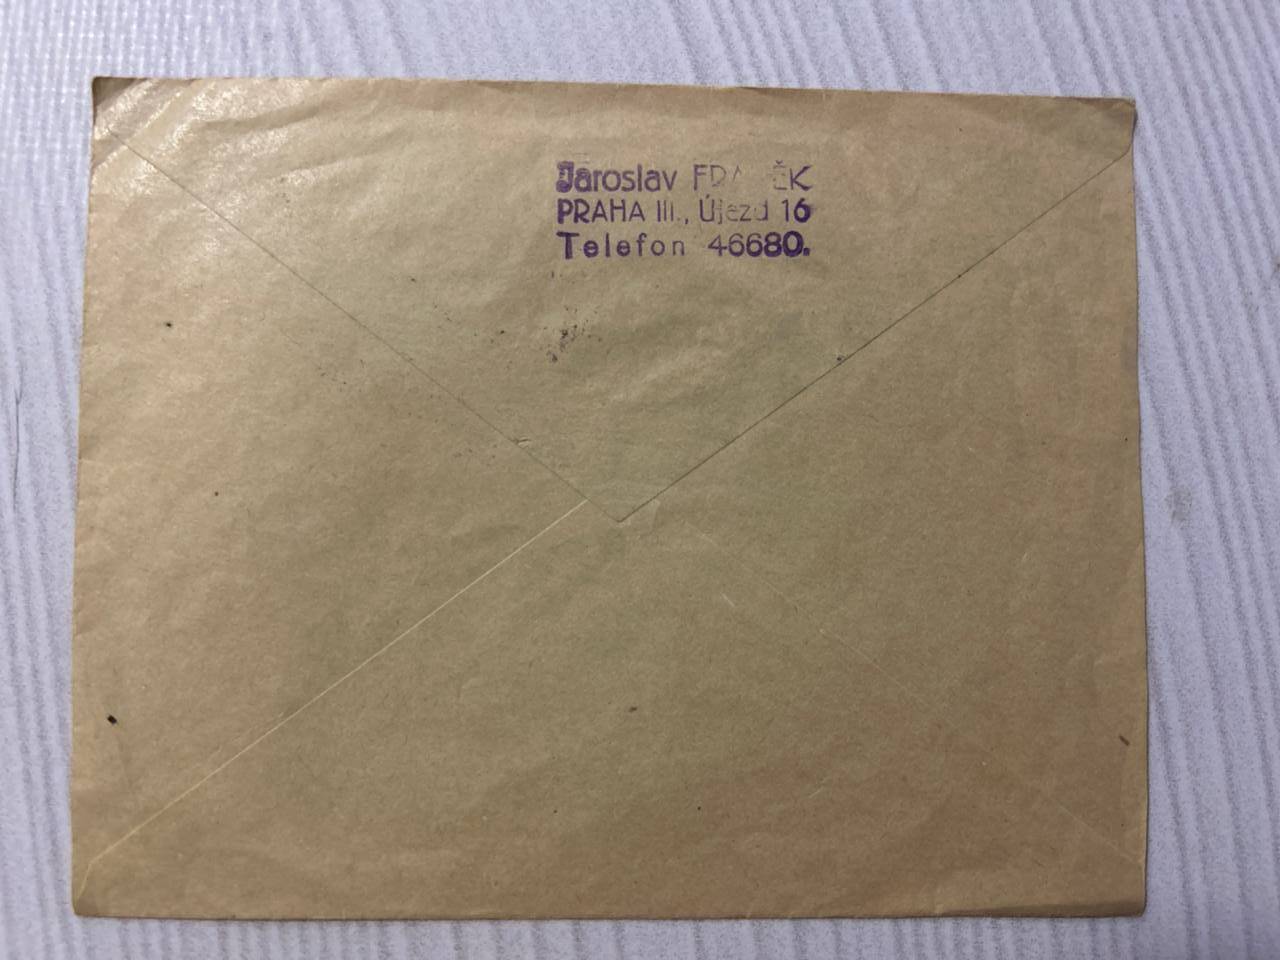 Jaroslav
PRAHA III., Újezd 16
Telefon 46680.